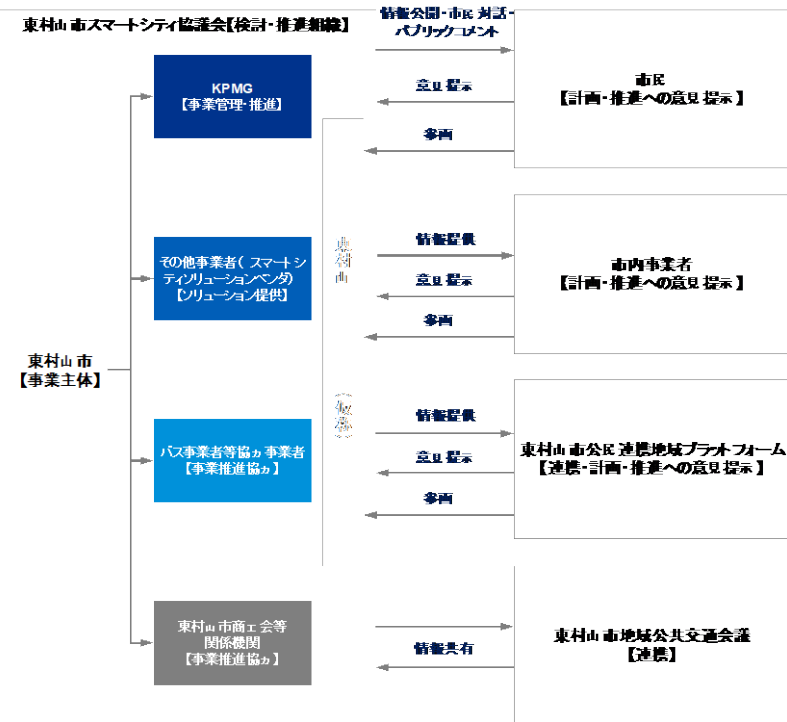 東村山市スマートシティ協議会【検討・推進組織】
情報公開・市民対話・
パブリックコメント
KPMG
【事業管理・推進】
意見提示
参画
市民
【計画・推進への意見提示】
その他事業者(スマートシ
ティソリューションベンダ)
【ソリューション提供】
情報提供
意見提示
参画
市内事業者
【計画・推進への意見提示】
東村山市
【事業主体】
バス事業者等協力事業者
【事業推進協力】
情報提供
意見提示
参画
東村山市公民連携地域プラットフォーム
【連携・計画・推進への意見提示】
東村山市商工会等
関係機関
【事業推進協力】
情報共有
東村山市地域公共交通会議
【連携】